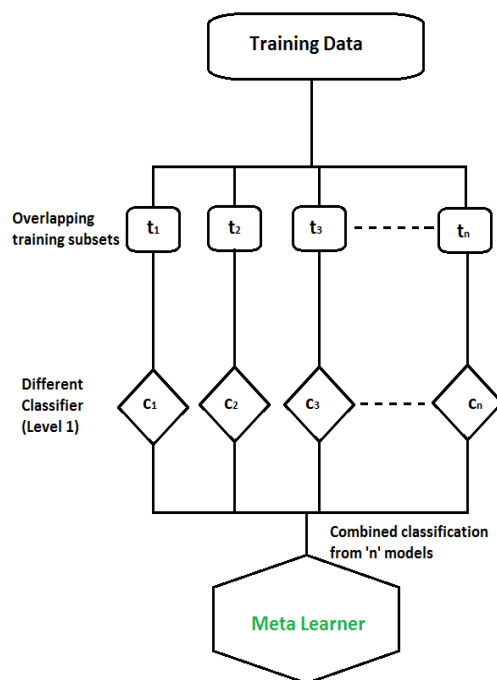 Training Data
Overlapping
training subsets
t₁ t₂ t₃ tₙ
Different
Classifier
(Level 1)
c₁ c₂ c₃ cₙ
Combined classification
from 'n' models
Meta Learner